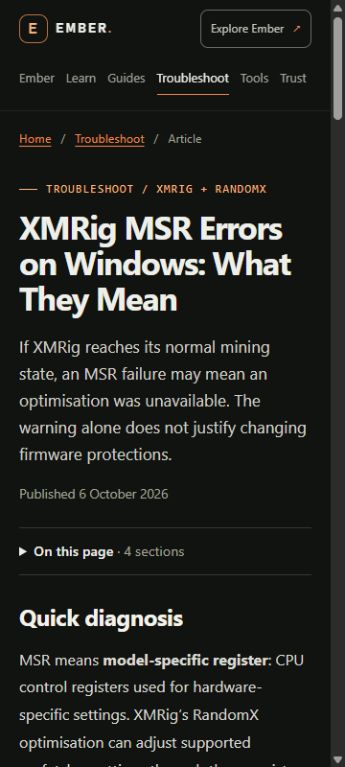 E EMBER.
Explore Ember ↗
Ember Learn Guides Troubleshoot Tools Trust
Home / Troubleshoot / Article
TROUBLESHOOT / XMRIG + RANDOMX
XMRig MSR Errors
on Windows: What
They Mean
If XMRig reaches its normal mining
state, an MSR failure may mean an
optimisation was unavailable. The
warning alone does not justify changing
firmware protections.
Published 6 October 2026
▶ On this page · 4 sections
Quick diagnosis
MSR means model-specific register: CPU
control registers used for hardware-
specific settings. XMRig's RandomX
optimisation can adjust supported